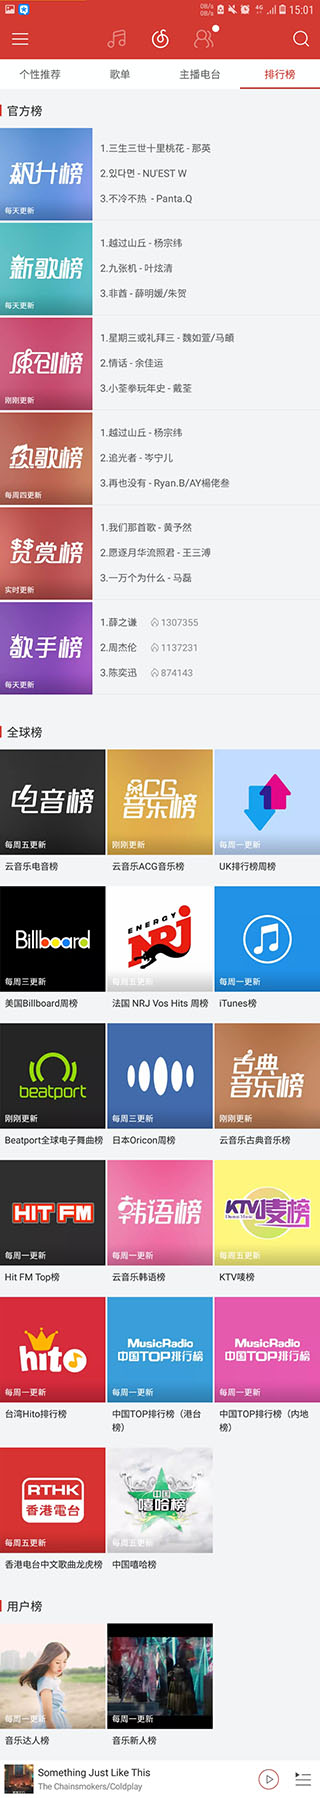 0B/s
0B/s
4G
15:01
个性推荐
歌单
主播电台
排行榜
官方榜
飙升榜
每天更新
1.三生三世十里桃花 - 那英
2.있다면 - NU'EST W
3.不冷不热 - Panta.Q
新歌榜
每天更新
1.越过山丘 - 杨宗纬
2.九张机 - 叶炫清
3.非酋 - 薛明媛/朱贺
原创榜
刚刚更新
1.星期三或礼拜三 - 魏如萱/马頔
2.情话 - 余佳运
3.小荃拳玩年史 - 戴荃
热歌榜
每周四更新
1.越过山丘 - 杨宗纬
2.追光者 - 岑宁儿
3.再也没有 - Ryan.B/AY楊佬叁
赞赏榜
实时更新
1.我们那首歌 - 黄予然
2.愿逐月华流照君 - 王三溥
3.一万个为什么 - 马磊
歌手榜
每天更新
1.薛之谦 1307355
2.周杰伦 1137231
3.陈奕迅 874143
全球榜
电音榜
每周五更新
云音乐电音榜
ACG
音乐榜
刚刚更新
云音乐ACG音乐榜
每周一更新
UK排行榜周榜
Billboard
每周三更新
美国Billboard周榜
ENERGY
NRJ
每周五更新
法国 NRJ Vos Hits 周榜
每周一更新
iTunes榜
beatport
刚刚更新
Beatport全球电子舞曲榜
每周三更新
日本Oricon周榜
古典
音乐榜
刚刚更新
云音乐古典音乐榜
HIT FM
每周一更新
Hit FM Top榜
韩语榜
每周一更新
云音乐韩语榜
KTV唛榜
每周五更新
KTV唛榜
hito
每周一更新
台湾Hito排行榜
MusicRadio
中国TOP排行榜
每周一更新
中国TOP排行榜（港台榜）
MusicRadio
中国TOP排行榜
每周一更新
中国TOP排行榜（内地榜）
RTHK
香港電台
每周五更新
香港电台中文歌曲龙虎榜
中国
嘻哈榜
每周五更新
中国嘻哈榜
用户榜
每周一更新
音乐达人榜
每周一更新
音乐新人榜
Something Just Like This
The Chainsmokers/Coldplay